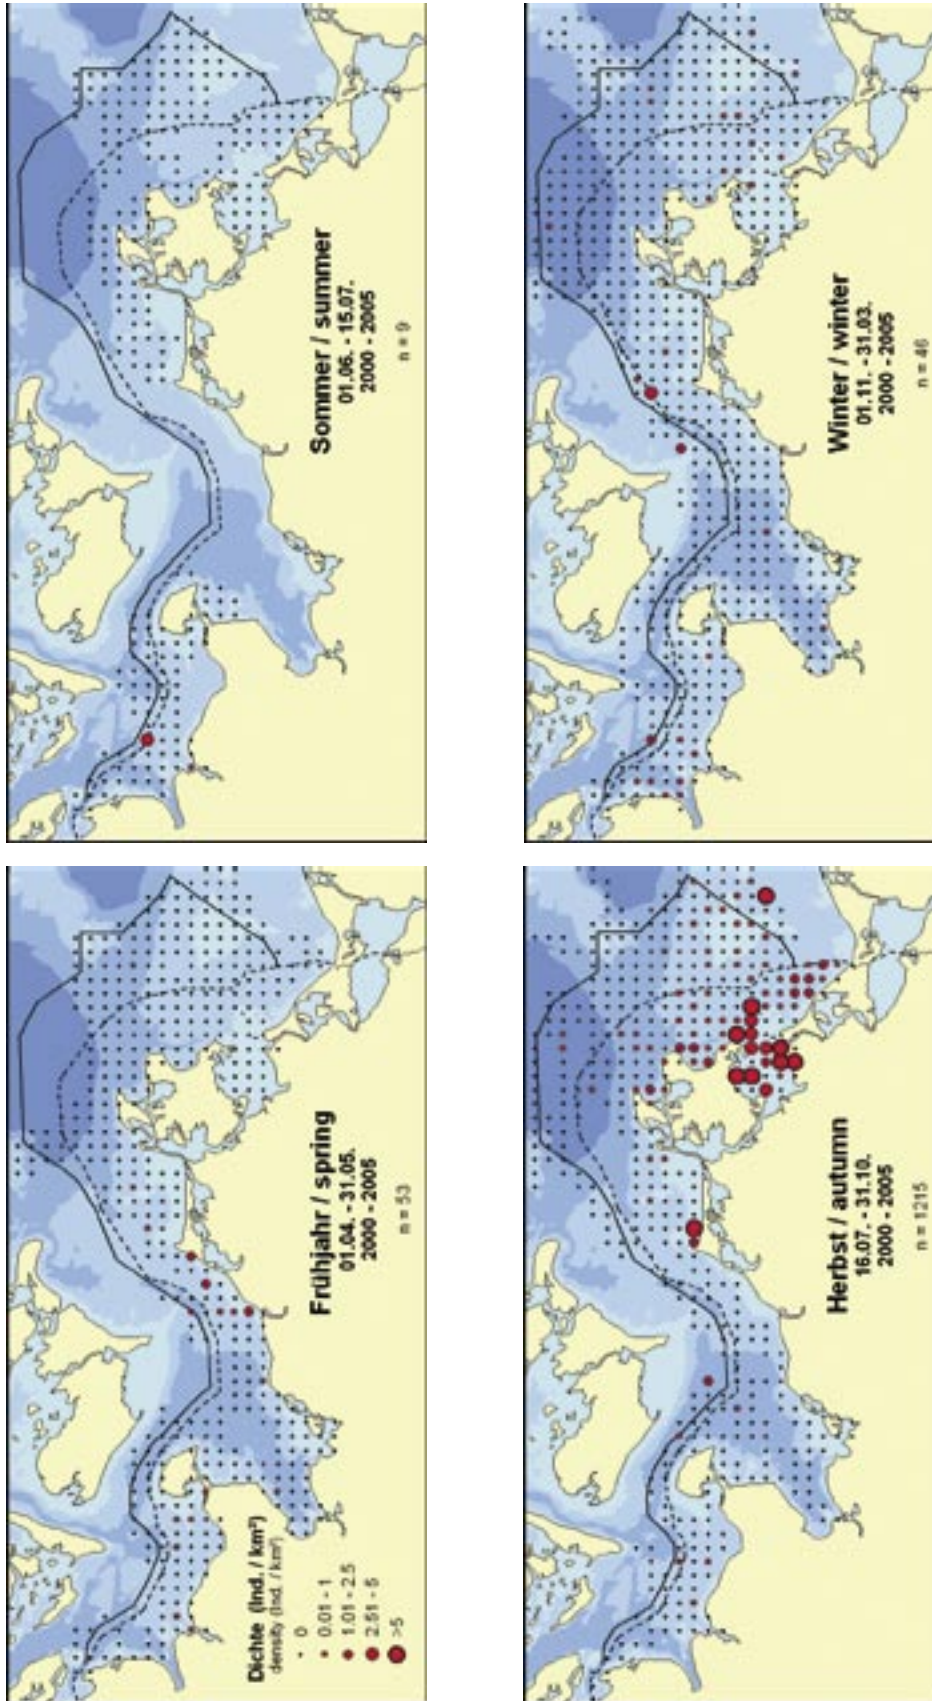 Frühjahr / spring
01.04. - 31.05.
2000 - 2005
n = 53
Dichte (Ind. / km²)
density (Ind. / km²)
0
0.01 - 1
1.01 - 2.5
2.51 - 5
>5
Sommer / summer
01.06. - 15.07.
2000 - 2005
n = 9
Herbst / autumn
16.07. - 31.10.
2000 - 2005
n = 1215
Winter / winter
01.11. - 31.03.
2000 - 2005
n = 46